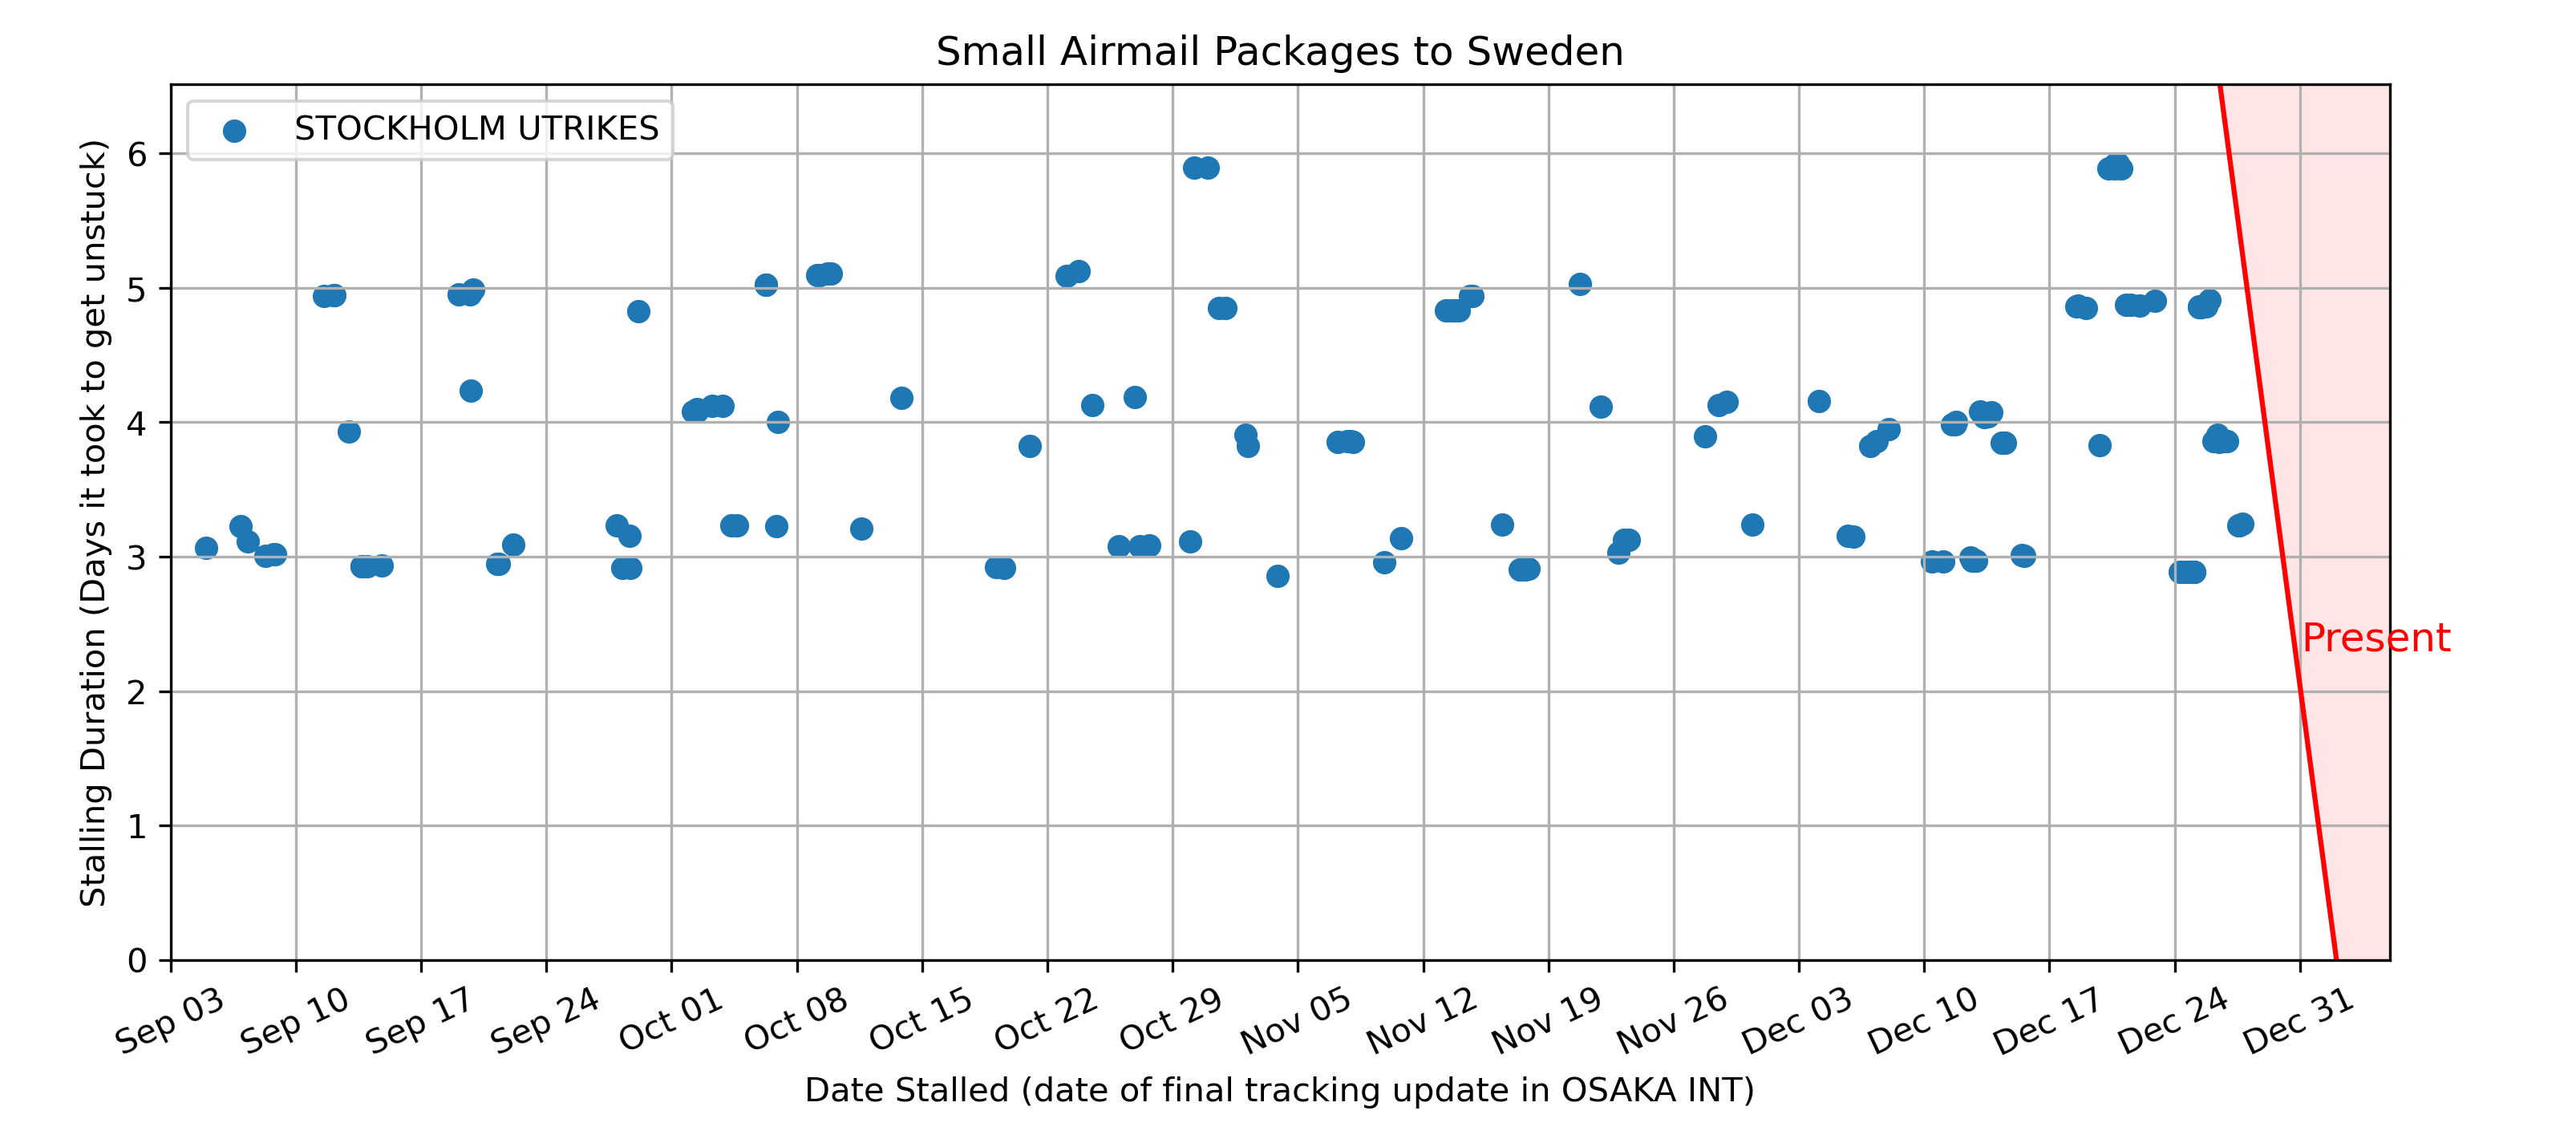 Small Airmail Packages to Sweden
STOCKHOLM UTRIKES
Stalling Duration (Days it took to get unstuck)
6
5
4
3
2
1
0
Present
Sep 03
Sep 10
Sep 17
Sep 24
Oct 01
Oct 08
Oct 15
Oct 22
Oct 29
Nov 05
Nov 12
Nov 19
Nov 26
Dec 03
Dec 10
Dec 17
Dec 24
Dec 31
Date Stalled (date of final tracking update in OSAKA INT)